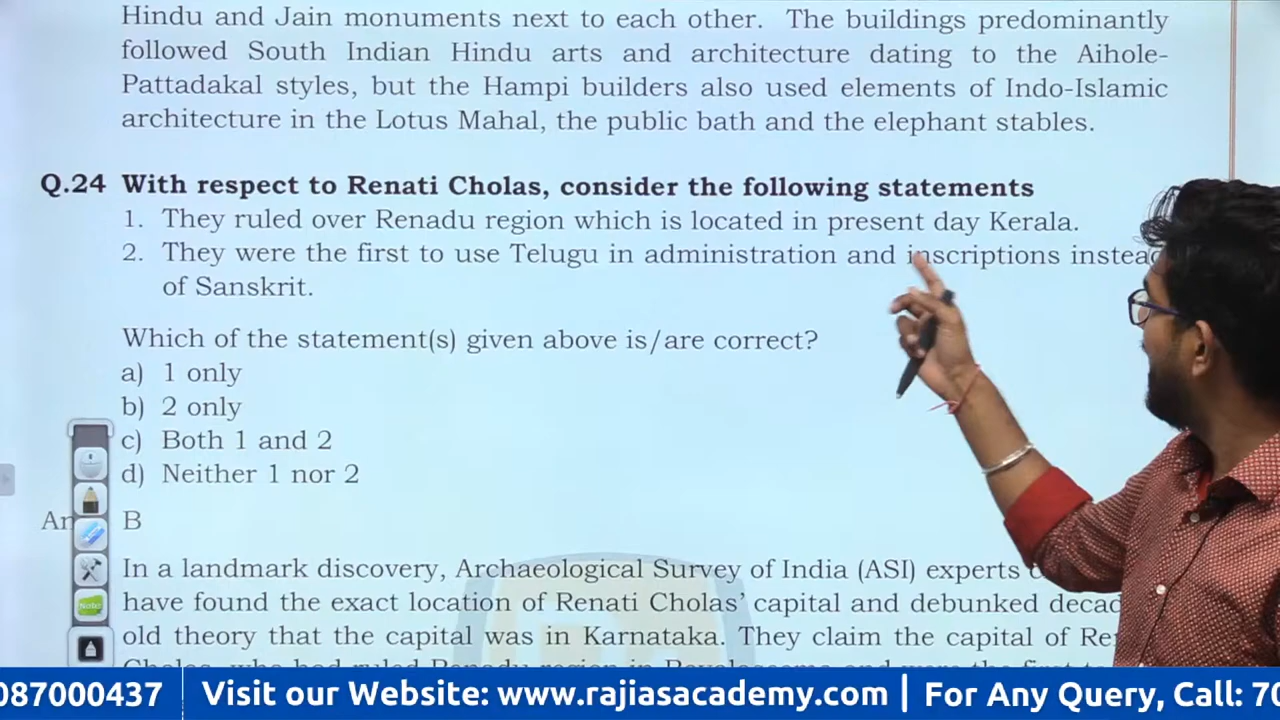 Hindu and Jain monuments next to each other. The buildings predominantly
followed South Indian Hindu arts and architecture dating to the Aihole-
Pattadakal styles, but the Hampi builders also used elements of Indo-Islamic
architecture in the Lotus Mahal, the public bath and the elephant stables.
Q.24 With respect to Renati Cholas, consider the following statements
1. They ruled over Renadu region which is located in present day Kerala.
2. They were the first to use Telugu in administration and inscriptions
of Sanskrit.
Which of the statement(s) given above is/are correct?
a) 1 only
b) 2 only
c) Both 1 and 2
d) Neither 1 nor 2
B
In a landmark discovery, Archaeological Survey of India (ASI) experts
have found the exact location of Renati Cholas' capital and debunked
old theory that the capital was in Karnataka. They claim the capital of
Note
087000437 | Visit our Website: www.rajiasacademy.com | For Any Query, Call: 70